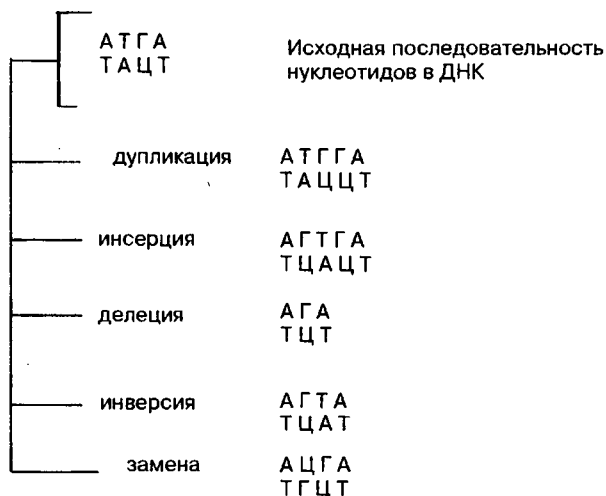 А Т Г А
Т А Ц Т
Исходная последовательность
нуклеотидов в ДНК
дупликация
А Т Г Г А
Т А Ц Ц Т
инсерция
А Г Т Г А
Т Ц А Ц Т
делеция
А Г А
Т Ц Т
инверсия
А Г Т А
Т Ц А Т
замена
А Ц Г А
Т Г Ц Т